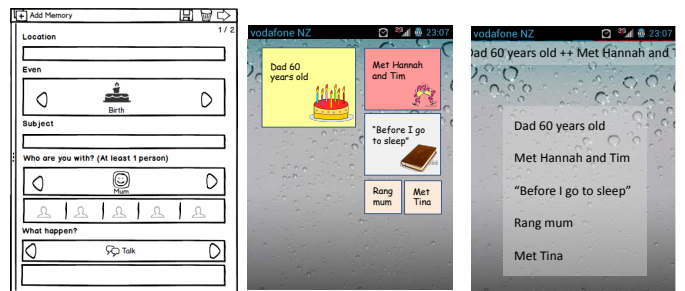 Add Memory
1 / 2
Location
Even
Birth
Subject
Who are you with? (At least 1 person)
Mum
What happen?
Talk
vodafone NZ 23:07
Dad 60
years old
Met Hannah
and Tim
"Before I go
to sleep"
Rang
mum
Met
Tina
vodafone NZ 23:07
Dad 60 years old ++ Met Hannah and
Dad 60 years old
Met Hannah and Tim
"Before I go to sleep"
Rang mum
Met Tina